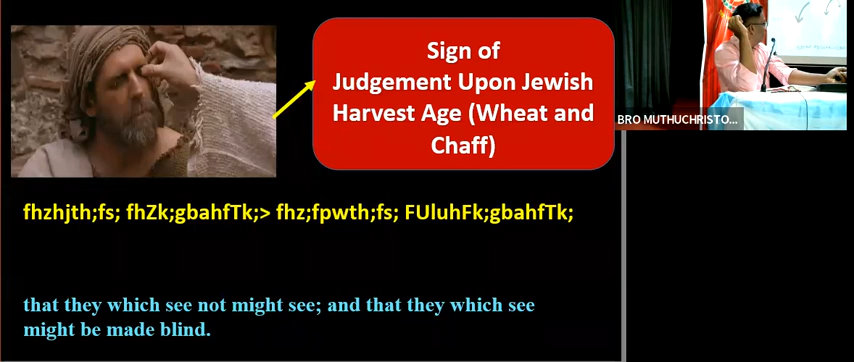 Sign of
Judgement Upon Jewish
Harvest Age (Wheat and
Chaff)
BRO MUTHUCHRISTO...
fhzhjth;fs; fhZk;gbahfTk;> fhz;fpwth;fs; FUluhFk;gbahfTk;
that they which see not might see; and that they which see
might be made blind.